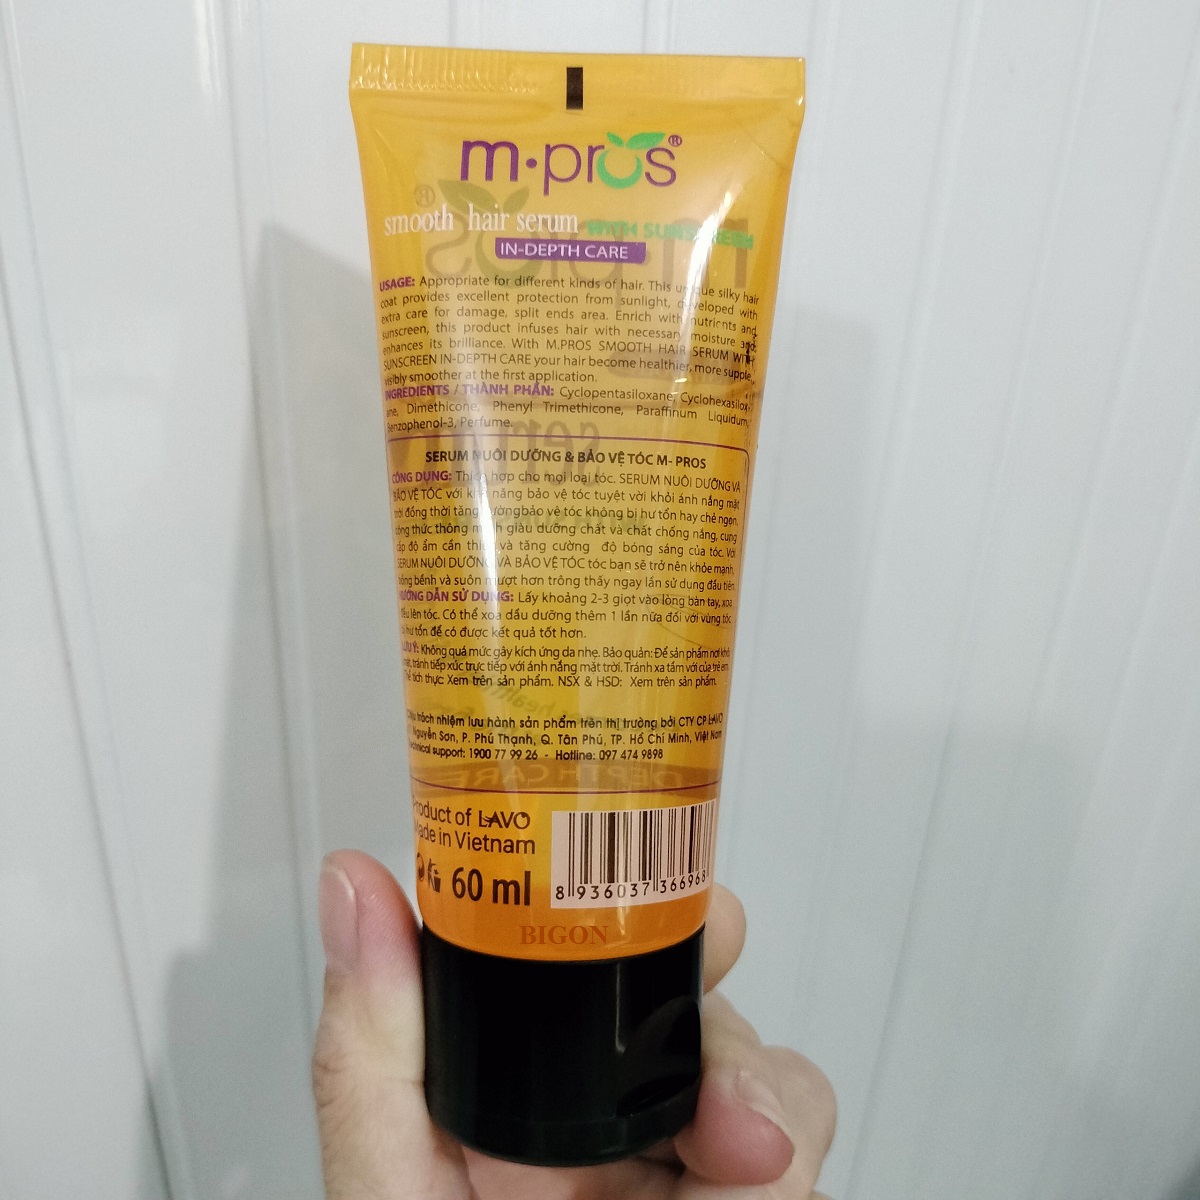 m·pros®
smooth hair serum WITH SUNSCREEN
IN-DEPTH CARE
USAGE: Appropriate for different kinds of hair. This unique silky hair
coat provides excellent protection from sunlight, developed with
extra care for damage, split ends area. Enrich with nutrients and
sunscreen, this product infuses hair with necessary moisture and
enhances its brilliance. With M.PROS SMOOTH HAIR SERUM WITH
SUNSCREEN IN-DEPTH CARE your hair become healthier, more supple,
visibly smoother at the first application.
INGREDIENTS / THÀNH PHẦN: Cyclopentasiloxane, Cyclohexasilox-
ane, Dimethicone, Phenyl Trimethicone, Paraffinum Liquidum,
Benzophenol-3, Perfume.
SERUM NUÔI DƯỠNG & BẢO VỆ TÓC M- PROS
CÔNG DỤNG: Thích hợp cho mọi loại tóc. SERUM NUÔI DƯỠNG VÀ
BẢO VỆ TÓC với khả năng bảo vệ tóc tuyệt vời khỏi ánh nắng mặt
trời đồng thời tăng cường bảo vệ tóc không bị hư tổn hay chẻ ngọn,
công thức thông minh giàu dưỡng chất và chất chống nắng, cung
cấp độ ẩm cần thiết và tăng cường độ bóng sáng của tóc. Với
SERUM NUÔI DƯỠNG VÀ BẢO VỆ TÓC tóc bạn sẽ trở nên khỏe mạnh,
bồng bềnh và suôn mượt hơn trông thấy ngay lần sử dụng đầu tiên.
HƯỚNG DẪN SỬ DỤNG: Lấy khoảng 2-3 giọt vào lòng bàn tay, xoa
đều lên tóc. Có thể xoa dầu dưỡng thêm 1 lần nữa đối với vùng tóc
bị hư tổn để có được kết quả tốt hơn.
LƯU Ý: Không quá mức gây kích ứng da nhẹ. Bảo quản: Để sản phẩm nơi khô
mát, tránh tiếp xúc trực tiếp với ánh nắng mặt trời. Tránh xa tầm với của trẻ em.
Thể tích thực: Xem trên sản phẩm. NSX & HSD: Xem trên sản phẩm.
Chịu trách nhiệm lưu hành sản phẩm trên thị trường bởi CTY CP LAVO
Nguyễn Sơn, P. Phú Thạnh, Q. Tân Phú, TP. Hồ Chí Minh, Việt Nam
Technical support: 1900 77 99 26 - Hotline: 097 474 9898
Product of LAVO
Made in Vietnam
60 ml
8 936037 366968
BIGON